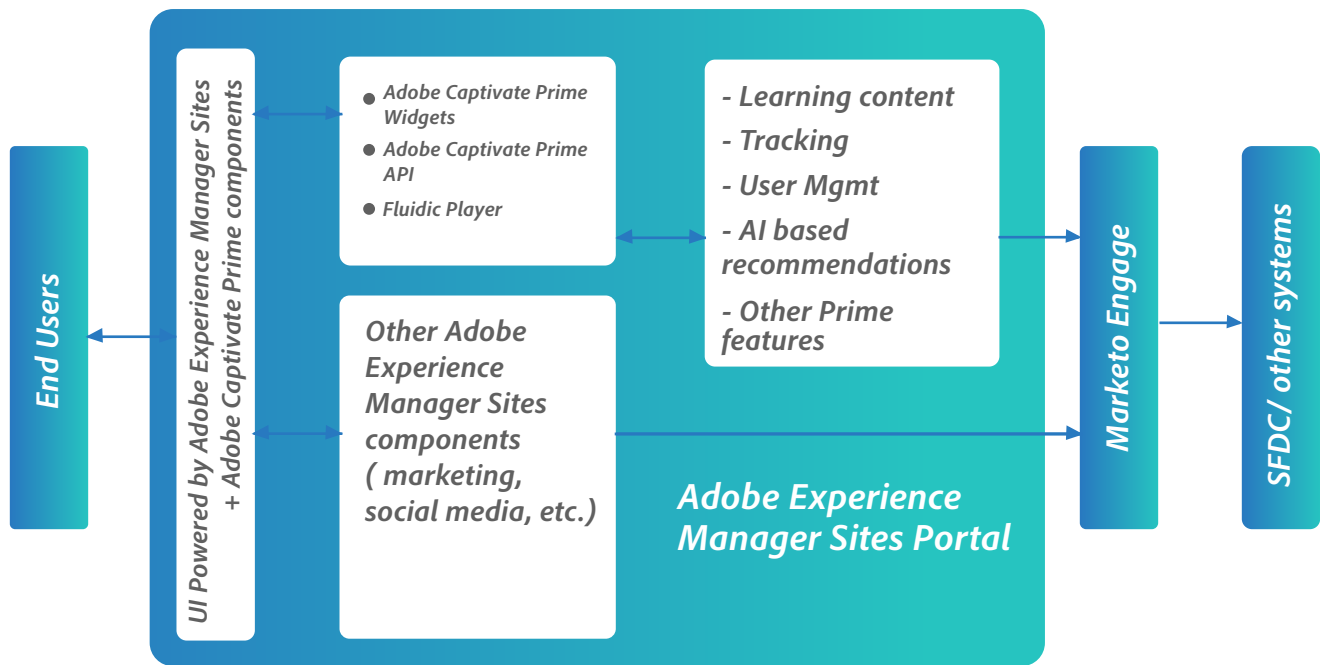 End Users
UI Powered by Adobe Experience Manager Sites
+ Adobe Captivate Prime components
● Adobe Captivate Prime
Widgets
● Adobe Captivate Prime
API
● Fluidic Player
Other Adobe
Experience
Manager Sites
components
( marketing,
social media, etc.)
- Learning content
- Tracking
- User Mgmt
- AI based
recommendations
- Other Prime
features
Adobe Experience
Manager Sites Portal
Marketo Engage
SFDC/ other systems